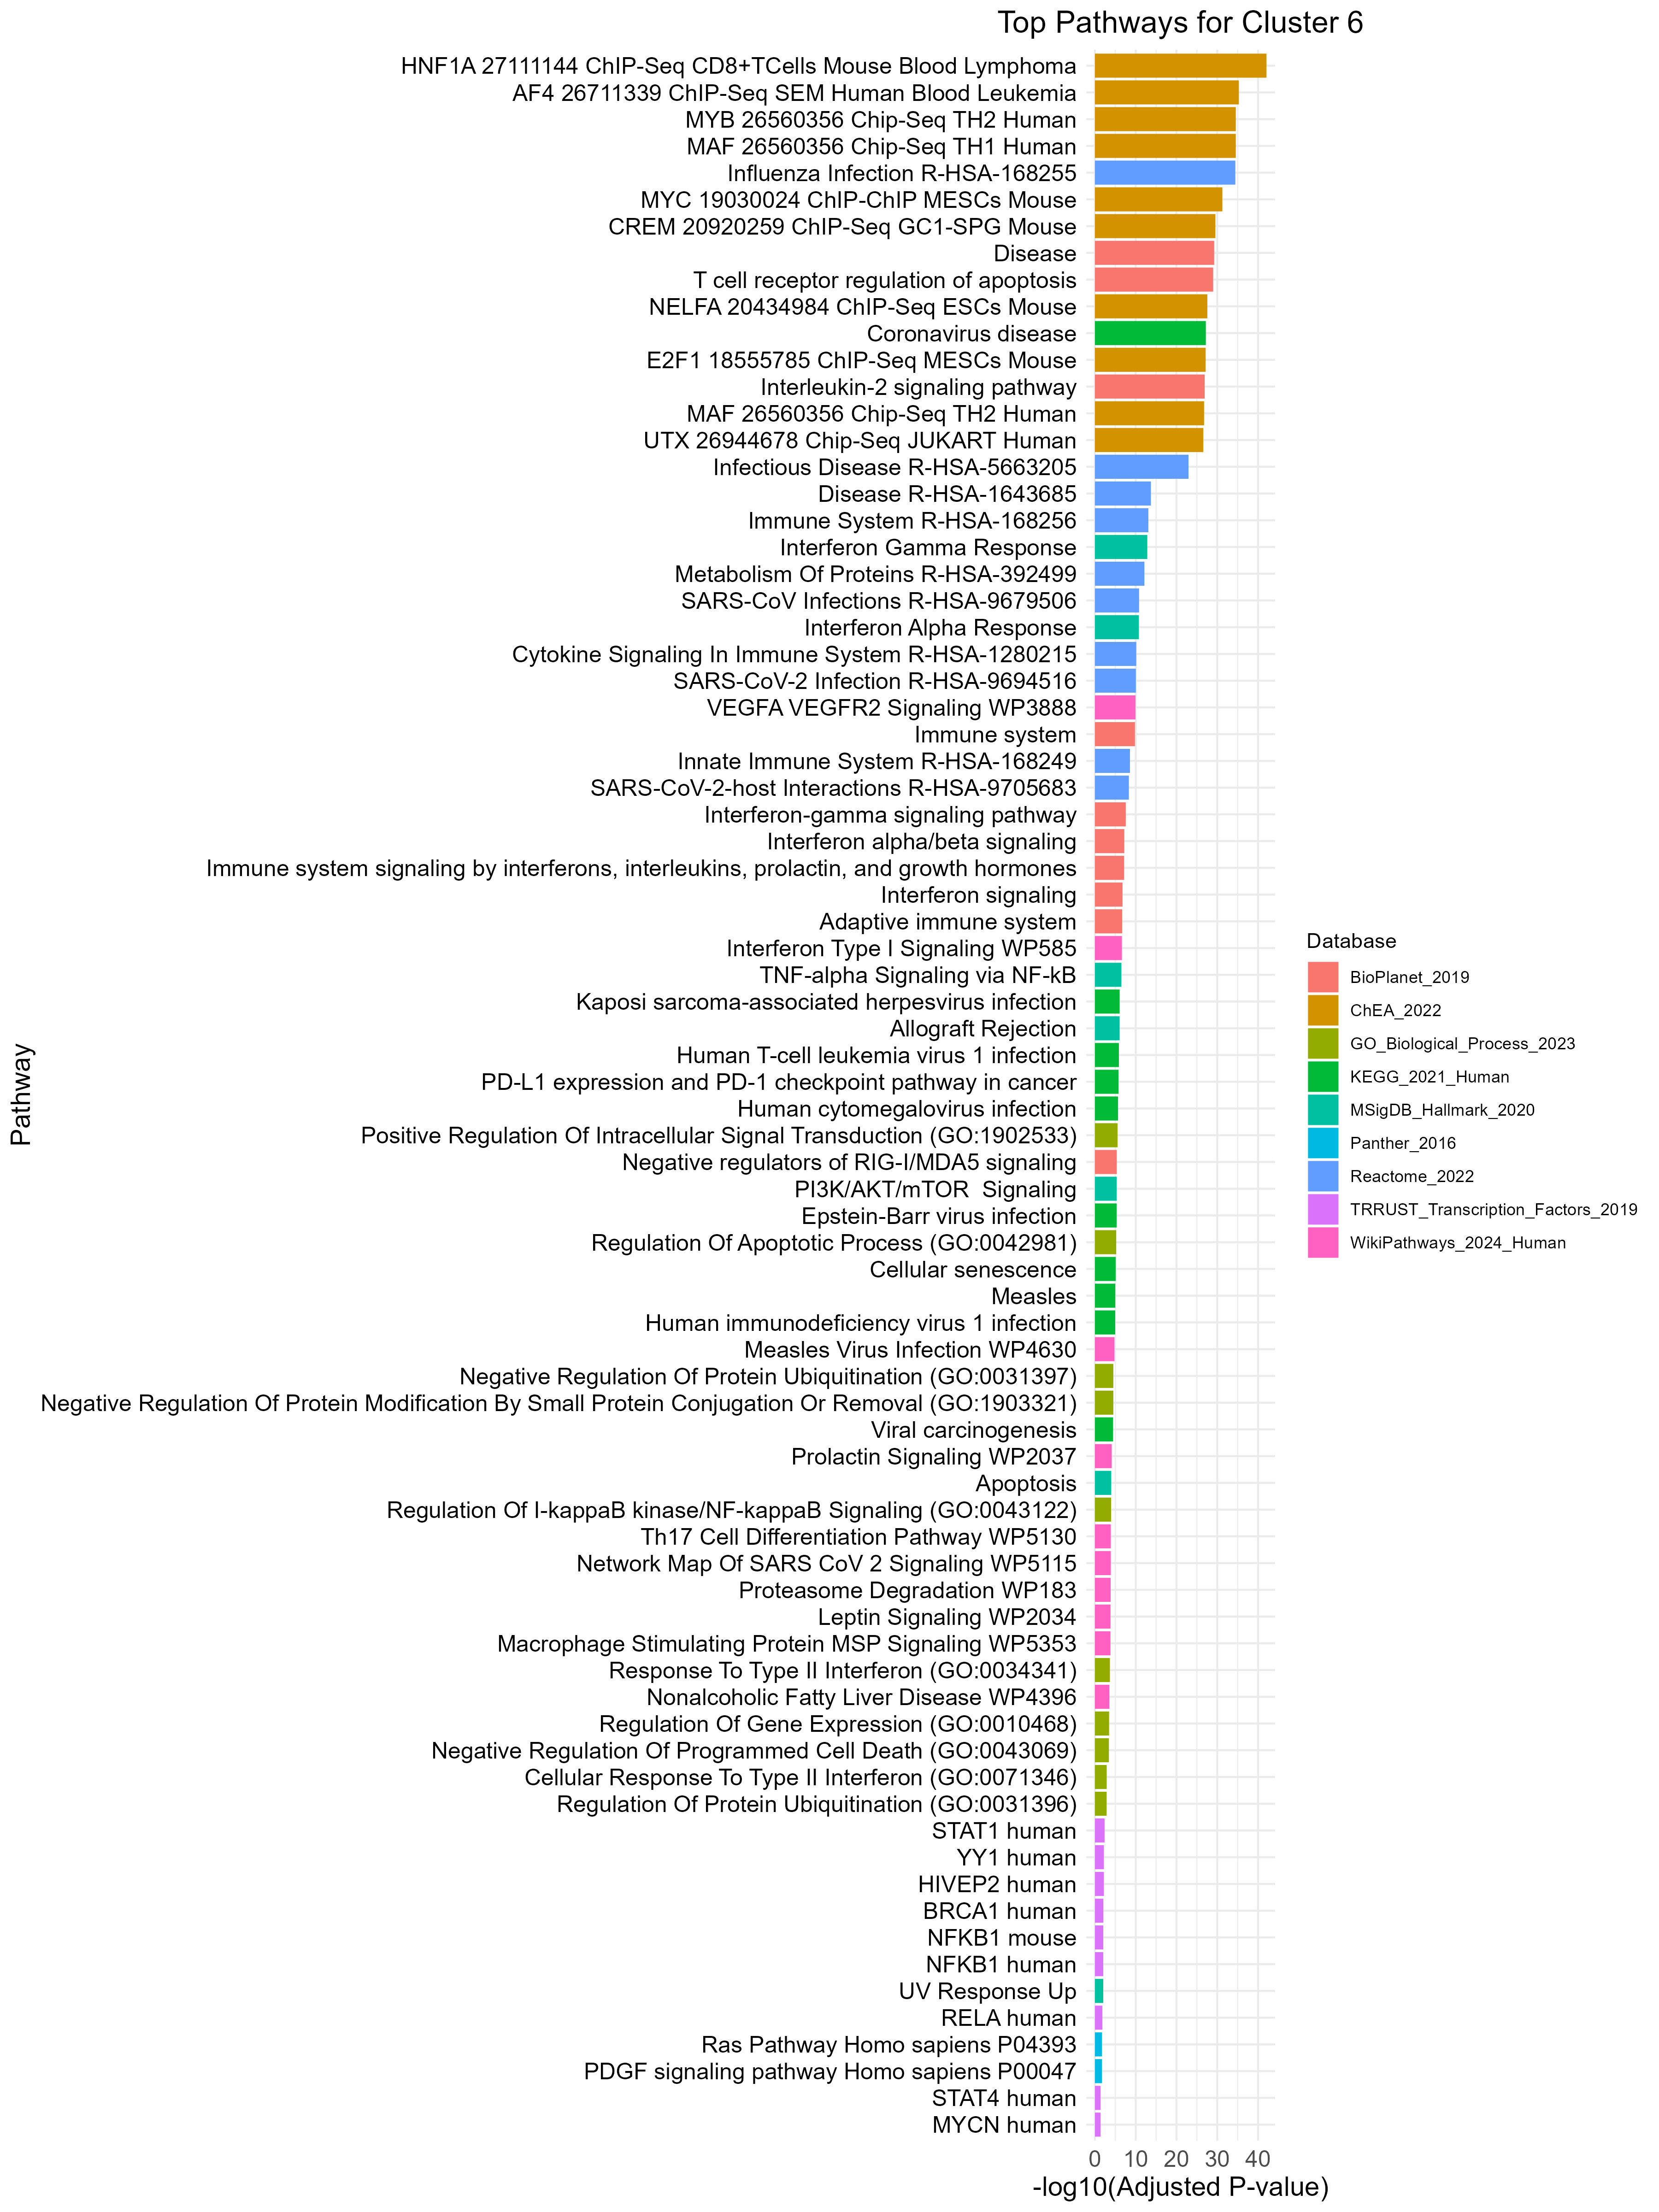 Top Pathways for Cluster 6
HNF1A 27111144 ChIP-Seq CD8+TCells Mouse Blood Lymphoma
AF4 26711339 ChIP-Seq SEM Human Blood Leukemia
MYB 26560356 Chip-Seq TH2 Human
MAF 26560356 Chip-Seq TH1 Human
Influenza Infection R-HSA-168255
MYC 19030024 ChIP-ChIP MESCs Mouse
CREM 20920259 ChIP-Seq GC1-SPG Mouse
Disease
T cell receptor regulation of apoptosis
NELFA 20434984 ChIP-Seq ESCs Mouse
Coronavirus disease
E2F1 18555785 ChIP-Seq MESCs Mouse
Interleukin-2 signaling pathway
MAF 26560356 Chip-Seq TH2 Human
UTX 26944678 Chip-Seq JUKART Human
Infectious Disease R-HSA-5663205
Disease R-HSA-1643685
Immune System R-HSA-168256
Interferon Gamma Response
Metabolism Of Proteins R-HSA-392499
SARS-CoV Infections R-HSA-9679506
Interferon Alpha Response
Cytokine Signaling In Immune System R-HSA-1280215
SARS-CoV-2 Infection R-HSA-9694516
VEGFA VEGFR2 Signaling WP3888
Immune system
Innate Immune System R-HSA-168249
SARS-CoV-2-host Interactions R-HSA-9705683
Interferon-gamma signaling pathway
Interferon alpha/beta signaling
Immune system signaling by interferons, interleukins, prolactin, and growth hormones
Interferon signaling
Adaptive immune system
Interferon Type I Signaling WP585
TNF-alpha Signaling via NF-kB
Kaposi sarcoma-associated herpesvirus infection
Allograft Rejection
Human T-cell leukemia virus 1 infection
PD-L1 expression and PD-1 checkpoint pathway in cancer
Human cytomegalovirus infection
Positive Regulation Of Intracellular Signal Transduction (GO:1902533)
Negative regulators of RIG-I/MDA5 signaling
PI3K/AKT/mTOR  Signaling
Epstein-Barr virus infection
Regulation Of Apoptotic Process (GO:0042981)
Cellular senescence
Measles
Human immunodeficiency virus 1 infection
Measles Virus Infection WP4630
Negative Regulation Of Protein Ubiquitination (GO:0031397)
Negative Regulation Of Protein Modification By Small Protein Conjugation Or Removal (GO:1903321)
Viral carcinogenesis
Prolactin Signaling WP2037
Apoptosis
Regulation Of I-kappaB kinase/NF-kappaB Signaling (GO:0043122)
Th17 Cell Differentiation Pathway WP5130
Network Map Of SARS CoV 2 Signaling WP5115
Proteasome Degradation WP183
Leptin Signaling WP2034
Macrophage Stimulating Protein MSP Signaling WP5353
Response To Type II Interferon (GO:0034341)
Nonalcoholic Fatty Liver Disease WP4396
Regulation Of Gene Expression (GO:0010468)
Negative Regulation Of Programmed Cell Death (GO:0043069)
Cellular Response To Type II Interferon (GO:0071346)
Regulation Of Protein Ubiquitination (GO:0031396)
STAT1 human
YY1 human
HIVEP2 human
BRCA1 human
NFKB1 mouse
NFKB1 human
UV Response Up
RELA human
Ras Pathway Homo sapiens P04393
PDGF signaling pathway Homo sapiens P00047
STAT4 human
MYCN human
0 10 20 30 40
-log10(Adjusted P-value)
Pathway
Database
BioPlanet_2019
ChEA_2022
GO_Biological_Process_2023
KEGG_2021_Human
MSigDB_Hallmark_2020
Panther_2016
Reactome_2022
TRRUST_Transcription_Factors_2019
WikiPathways_2024_Human